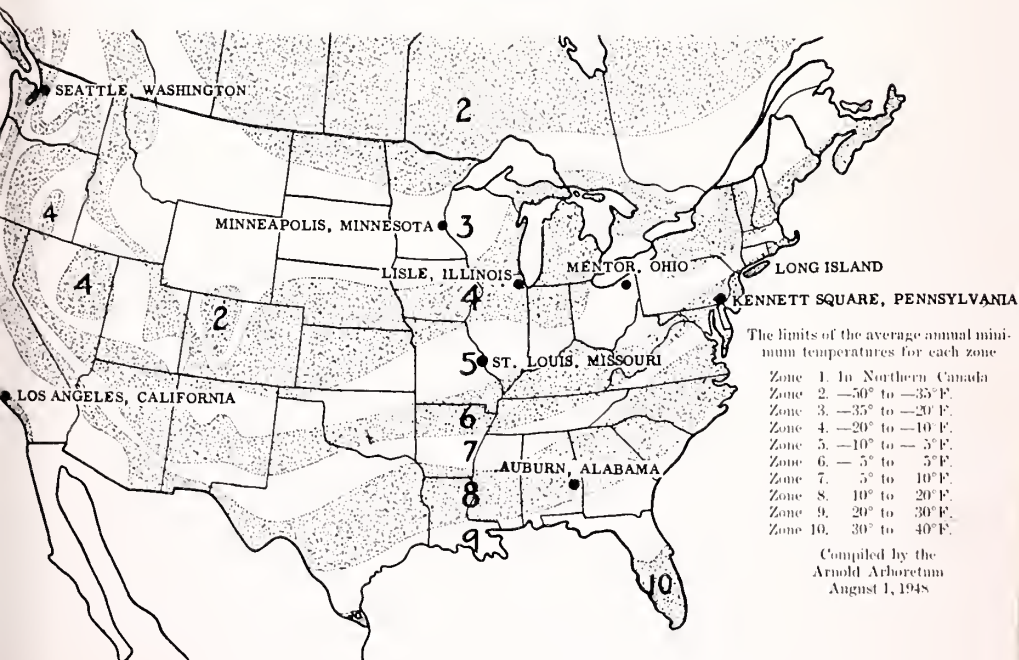 2
SEATTLE, WASHINGTON
4
MINNEAPOLIS, MINNESOTA
3
LISLE, ILLINOIS
MENTOR, OHIO
LONG ISLAND
4
4
2
KENNETT SQUARE, PENNSYLVANIA
5
ST. LOUIS, MISSOURI
LOS ANGELES, CALIFORNIA
6
7
AUBURN, ALABAMA
8
9
10
The limits of the average annual mini-
mum temperatures for each zone
Zone 1. In Northern Canada
Zone 2. —50° to —35°F.
Zone 3. —35° to —20°F.
Zone 4. —20° to —10°F.
Zone 5. —10° to — 5°F.
Zone 6. — 5° to 5°F.
Zone 7. 5° to 10°F.
Zone 8. 10° to 20°F.
Zone 9. 20° to 30°F.
Zone 10. 30° to 40°F.
Compiled by the
Arnold Arboretum
August 1, 1948